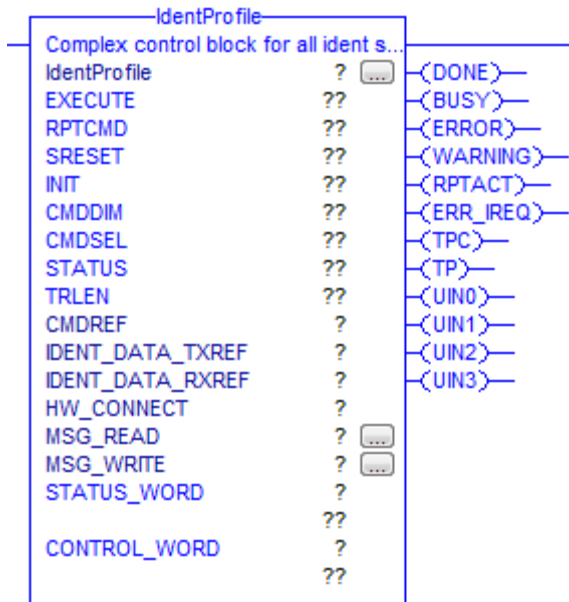 IdentProfile
Complex control block for all ident s...
IdentProfile ? ... (DONE)
EXECUTE ?? (BUSY)
RPTCMD ?? (ERROR)
SRESET ?? (WARNING)
INIT ?? (RPTACT)
CMDDIM ?? (ERR_IREQ)
CMDSEL ?? (TPC)
STATUS ?? (TP)
TRLEN ?? (UIN0)
CMDREF ? (UIN1)
IDENT_DATA_TXREF ? (UIN2)
IDENT_DATA_RXREF ? (UIN3)
HW_CONNECT ?
MSG_READ ? ...
MSG_WRITE ? ...
STATUS_WORD ?
??
CONTROL_WORD ?
??